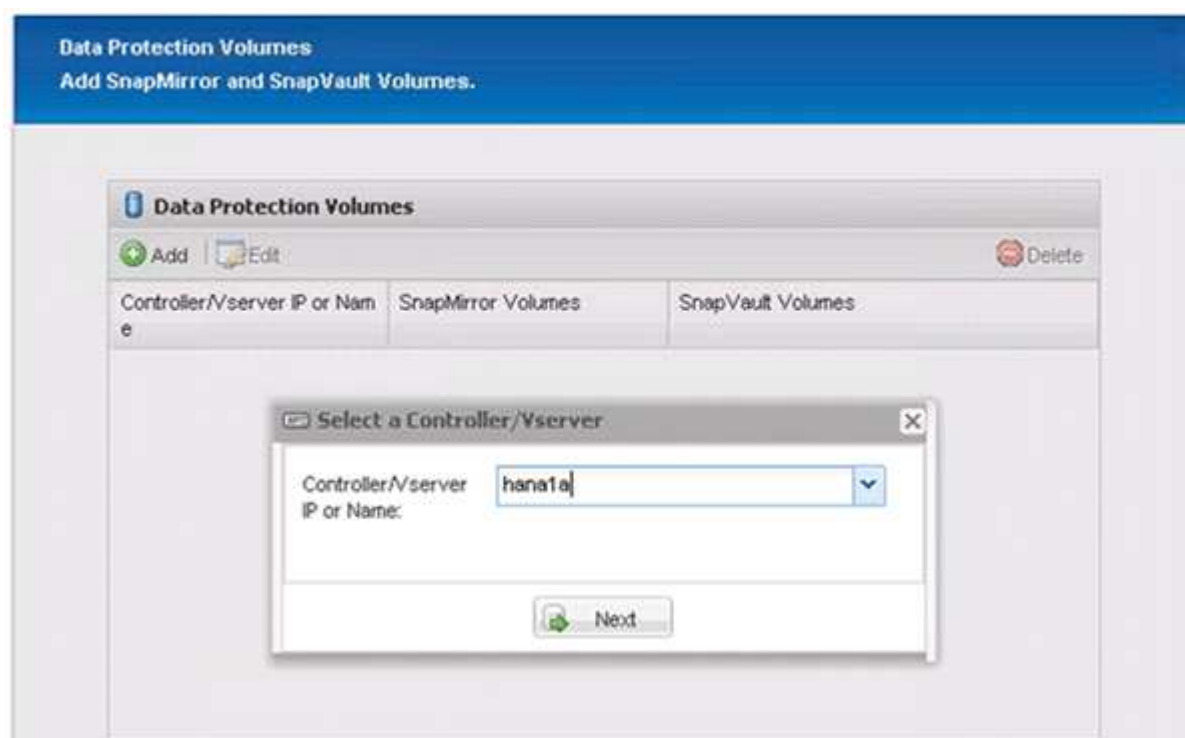 Data Protection Volumes
Add SnapMirror and SnapVault Volumes.
Data Protection Volumes
Add Edit Delete
Controller/Vserver IP or Nam SnapMirror Volumes SnapVault Volumes
e
Select a Controller/Vserver
Controller/Vserver hana1a
IP or Name:
Next